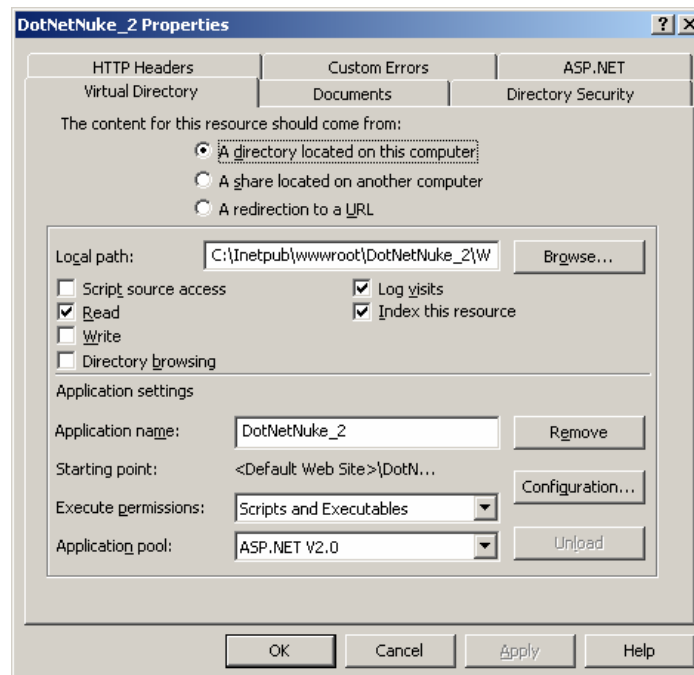 DotNetNuke_2 Properties
HTTP Headers Custom Errors ASP.NET
Virtual Directory Documents Directory Security
The content for this resource should come from:
A directory located on this computer
A share located on another computer
A redirection to a URL
Local path: C:\Inetpub\wwwroot\DotNetNuke_2\W Browse...
Script source access Log visits
Read Index this resource
Write
Directory browsing
Application settings
Application name: DotNetNuke_2 Remove
Starting point: <Default Web Site>\DotN...
Configuration...
Execute permissions: Scripts and Executables
Application pool: ASP.NET V2.0 Unload
OK Cancel Apply Help